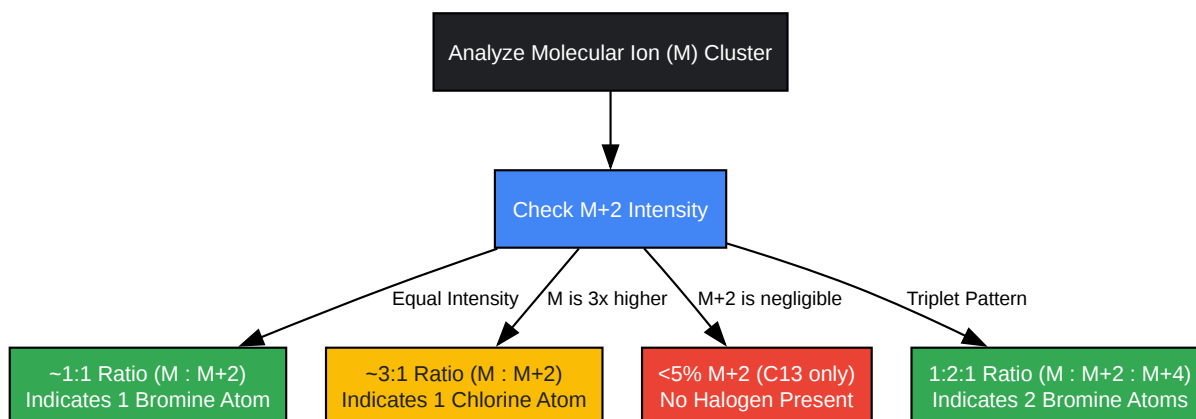 Analyze Molecular Ion (M) Cluster
Check M+2 Intensity
Equal Intensity
M is 3x higher
M+2 is negligible
Triplet Pattern
~1:1 Ratio (M : M+2)
Indicates 1 Bromine Atom
~3:1 Ratio (M : M+2)
Indicates 1 Chlorine Atom
<5% M+2 (C13 only)
No Halogen Present
1:2:1 Ratio (M : M+2 : M+4)
Indicates 2 Bromine Atoms